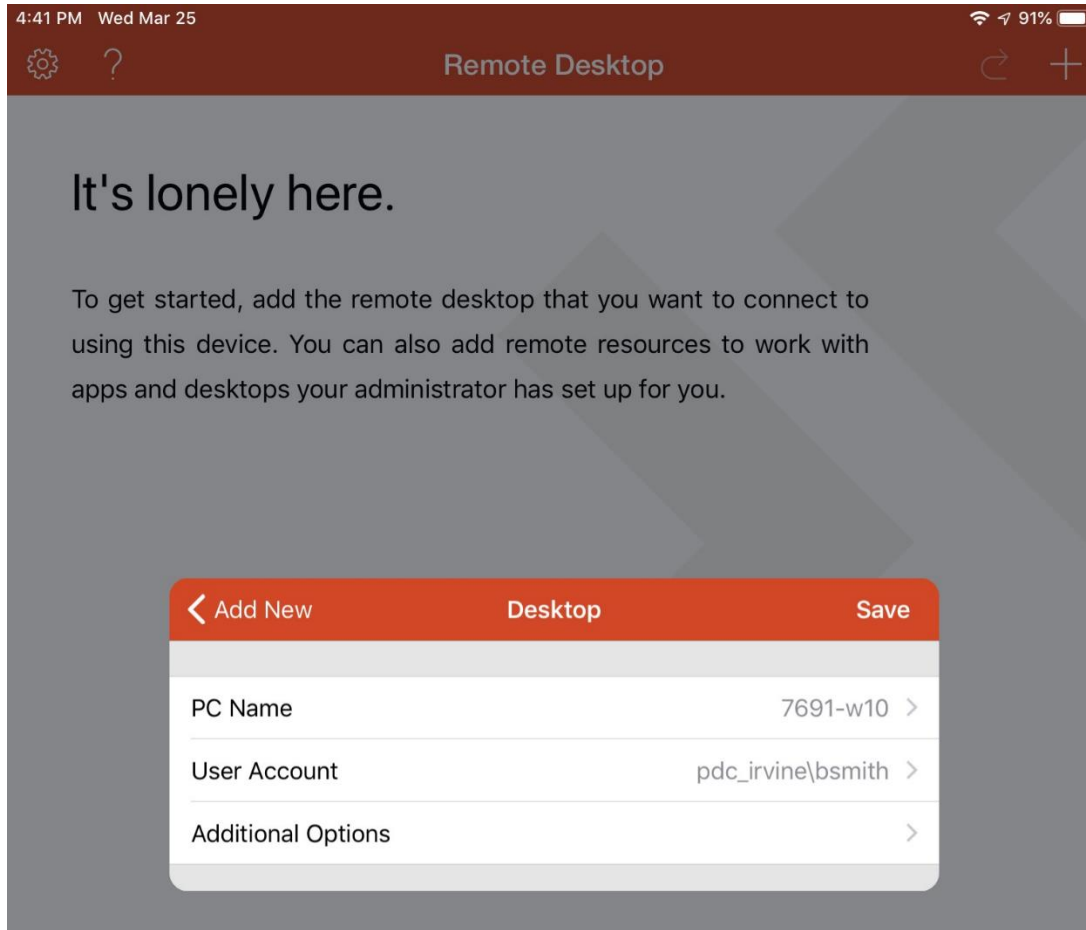 4:41 PM Wed Mar 25 91%
? Remote Desktop
It's lonely here.
To get started, add the remote desktop that you want to connect to
using this device. You can also add remote resources to work with
apps and desktops your administrator has set up for you.
Add New Desktop Save
PC Name 7691-w10
User Account pdc_irvine\bsmith
Additional Options